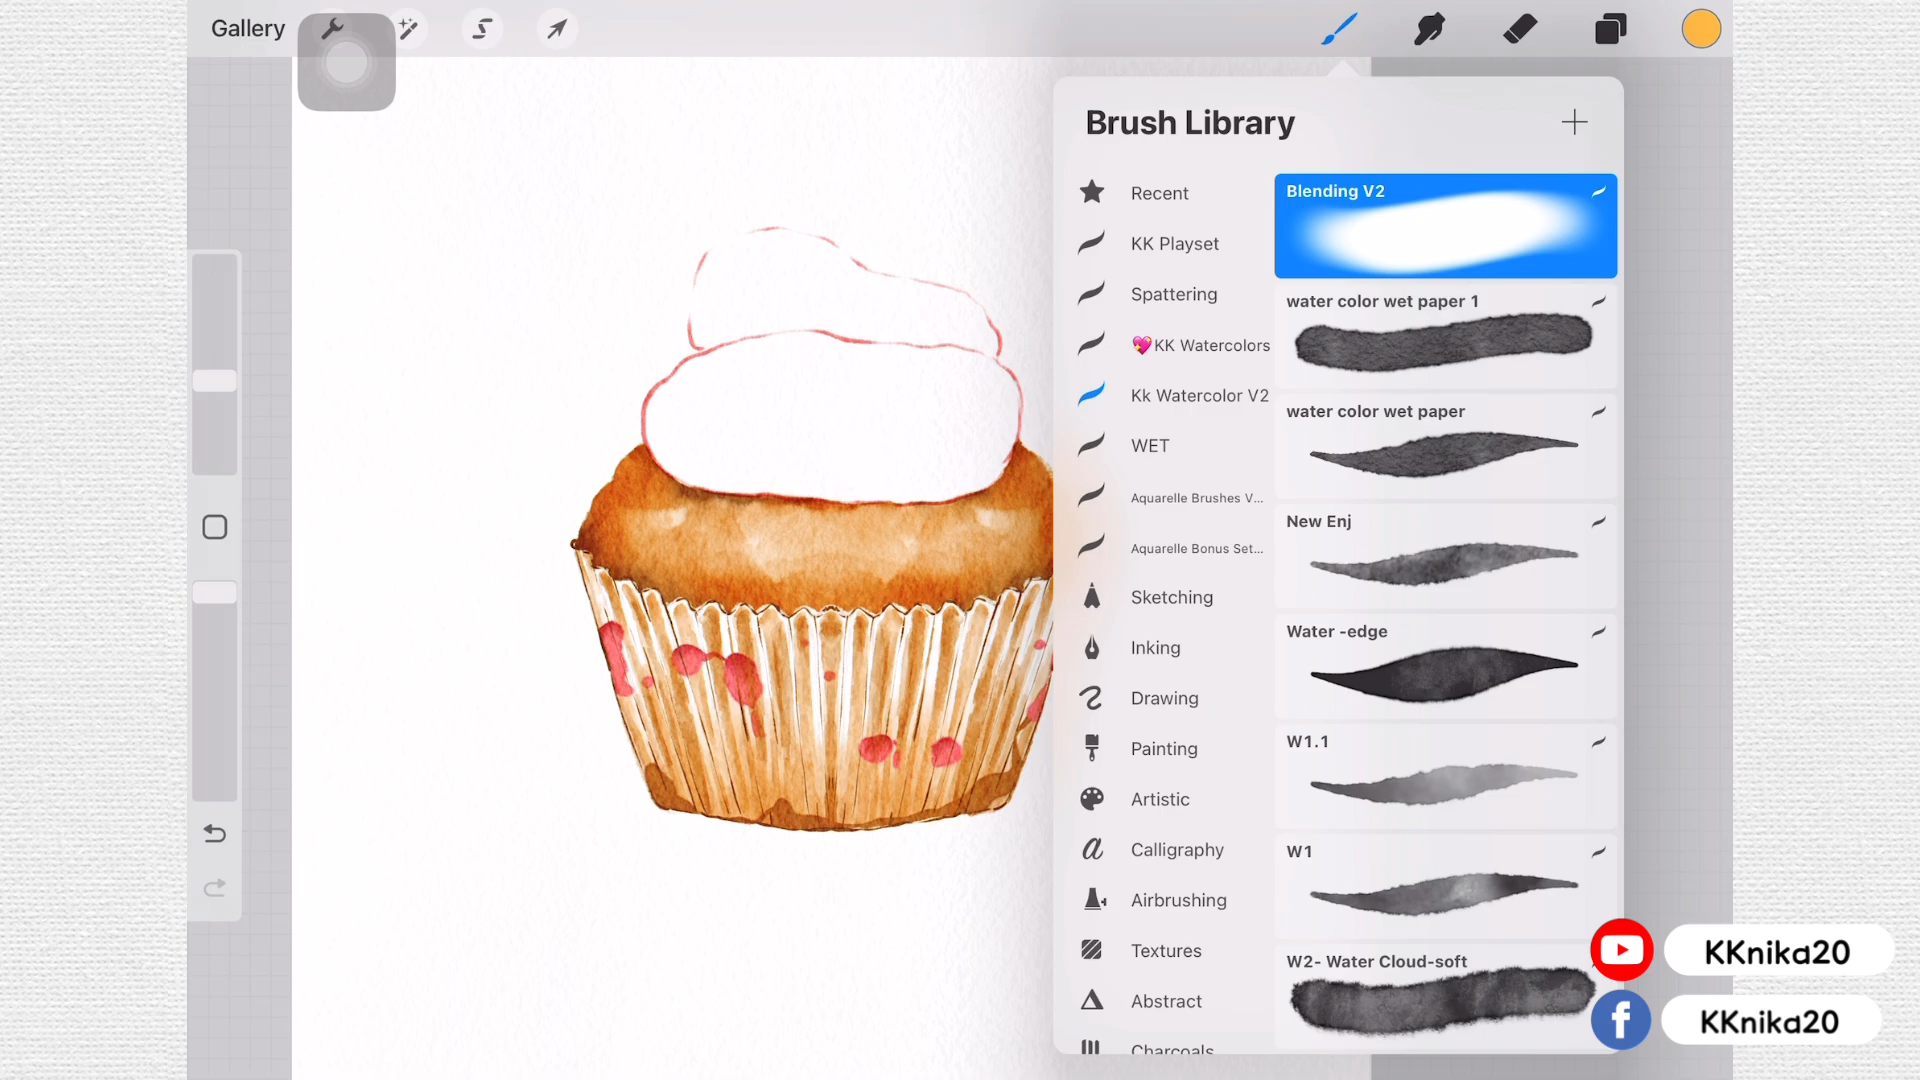 Gallery
Brush Library
Recent
KK Playset
Spattering
💖KK Watercolors
Kk Watercolor V2
WET
Aquarelle Brushes V...
Aquarelle Bonus Set...
Sketching
Inking
Drawing
Painting
Artistic
Calligraphy
Airbrushing
Textures
Abstract
Charcoals
Blending V2
water color wet paper 1
water color wet paper
New Enj
Water -edge
W1.1
W1
W2- Water Cloud-soft
KKnika20
KKnika20